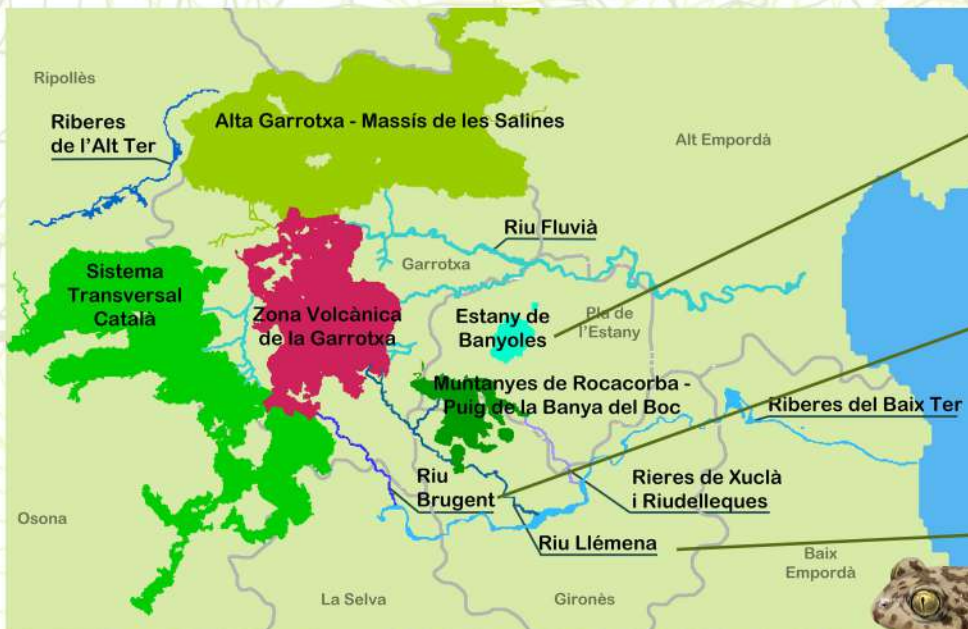 Ripollès
Riberes
de l'Alt Ter
Alta Garrotxa - Massís de les Salines
Alt Empordà
Riu Fluvià
Garrotxa
Sistema
Transversal
Català
Zona Volcànica
de la Garrotxa
Estany de
Banyoles
Pla de
l'Estany
Muntanyes de Rocacorba -
Puig de la Banya del Boc
Riberes del Baix Ter
Riu
Brugent
Rieres de Xuclà
i Riudelleques
Osona
Riu Llémena
Baix
Empordà
La Selva
Gironès